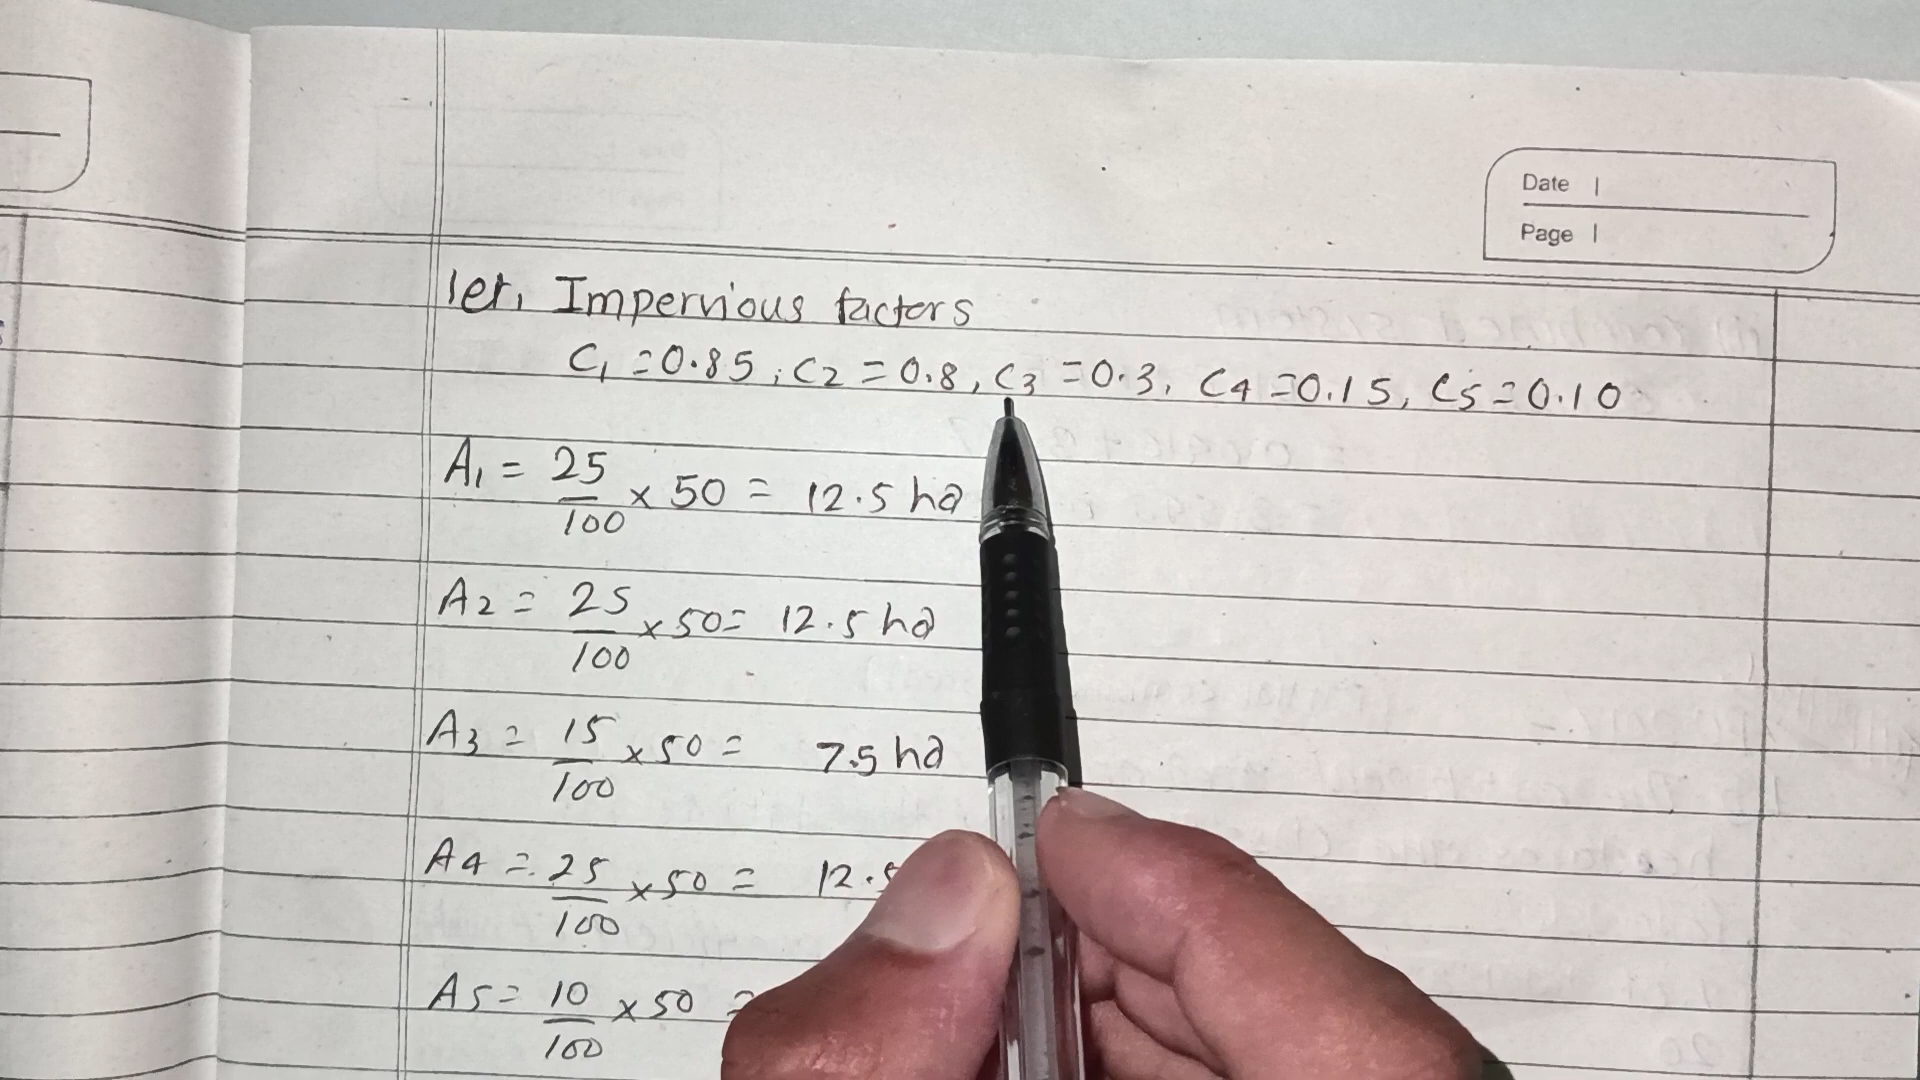 Date |
Page |
let, Impervious factors
C1 = 0.85, C2 = 0.8, C3 = 0.3, C4 = 0.15, C5 = 0.10
A1 = 25/100 x 50 = 12.5 ha
A2 = 25/100 x 50 = 12.5 ha
A3 = 15/100 x 50 = 7.5 ha
A4 = 25/100 x 50 = 12.5
A5 = 10/100 x 50 =